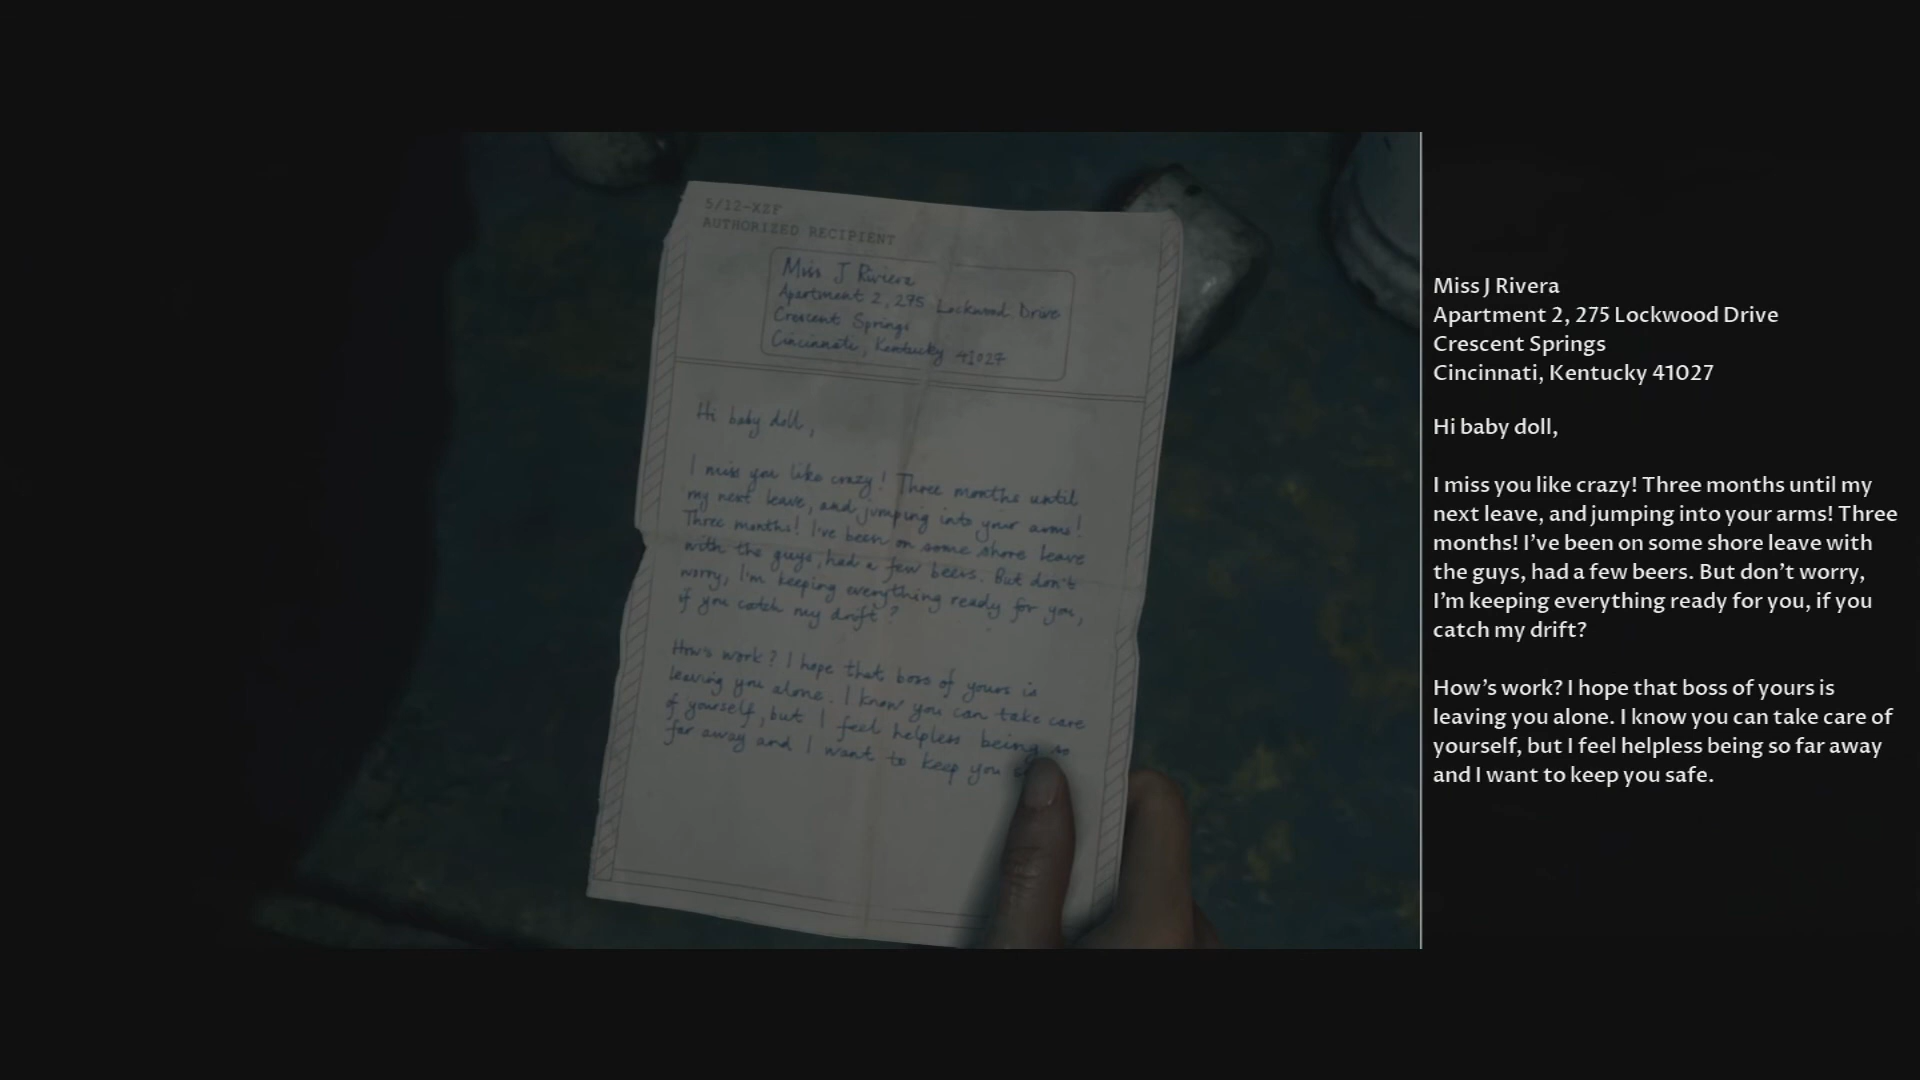 5/12-XZF
AUTHORIZED RECIPIENT
Miss J Riviera
Apartment 2, 275 Lockwood Drive
Crescent Springs
Cincinnati, Kentucky 41027
Hi baby doll,
I miss you like crazy! Three months until
my next leave, and jumping into your arms!
Three months! I've been on some shore leave
with the guys, had a few beers. But don't
worry, I'm keeping everything ready for you,
if you catch my drift?
How's work? I hope that boss of yours is
leaving you alone. I know you can take care
of yourself, but I feel helpless being so
far away and I want to keep you
Miss J Rivera
Apartment 2, 275 Lockwood Drive
Crescent Springs
Cincinnati, Kentucky 41027
Hi baby doll,
I miss you like crazy! Three months until my
next leave, and jumping into your arms! Three
months! I've been on some shore leave with
the guys, had a few beers. But don't worry,
I'm keeping everything ready for you, if you
catch my drift?
How's work? I hope that boss of yours is
leaving you alone. I know you can take care of
yourself, but I feel helpless being so far away
and I want to keep you safe.